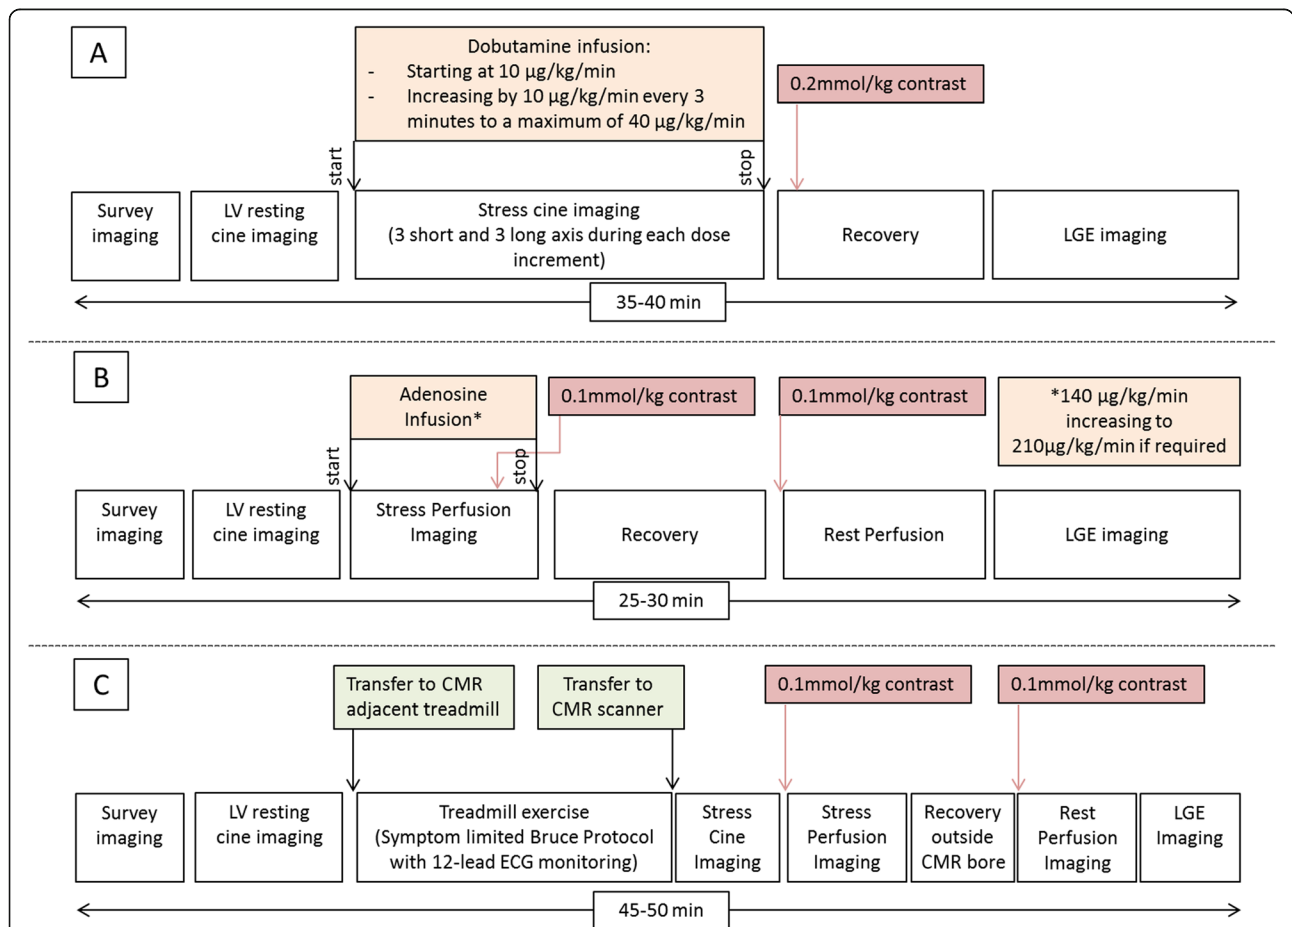 A
Dobutamine infusion:
- Starting at 10 µg/kg/min
- Increasing by 10 µg/kg/min every 3
minutes to a maximum of 40 µg/kg/min
0.2mmol/kg contrast
start
stop
Survey
imaging
LV resting
cine imaging
Stress cine imaging
(3 short and 3 long axis during each dose
increment)
Recovery
LGE imaging
35-40 min
B
Adenosine
Infusion*
0.1mmol/kg contrast
0.1mmol/kg contrast
*140 µg/kg/min
increasing to
210µg/kg/min if required
start
stop
Survey
imaging
LV resting
cine imaging
Stress Perfusion
Imaging
Recovery
Rest Perfusion
LGE imaging
25-30 min
C
Transfer to CMR
adjacent treadmill
Transfer to
CMR scanner
0.1mmol/kg contrast
0.1mmol/kg contrast
Survey
imaging
LV resting
cine imaging
Treadmill exercise
(Symptom limited Bruce Protocol
with 12-lead ECG monitoring)
Stress
Cine
Imaging
Stress
Perfusion
Imaging
Recovery
outside
CMR bore
Rest
Perfusion
Imaging
LGE
Imaging
45-50 min